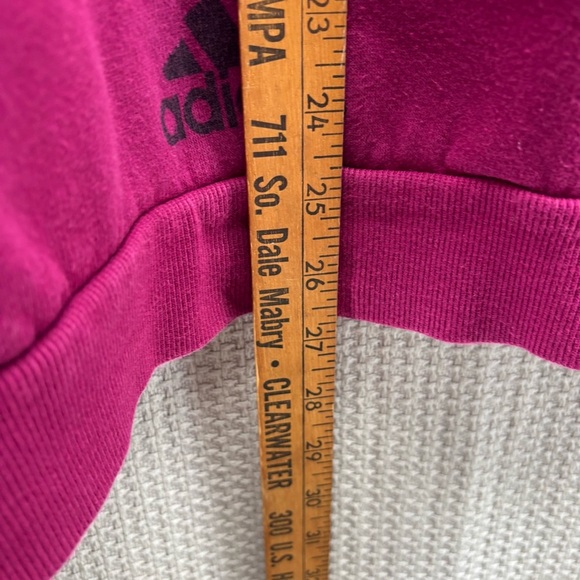 adi
MPA 711 So. Dale Mabry • CLEARWATER 300 U.S.
23 24 25 26 27 28 29 30 31